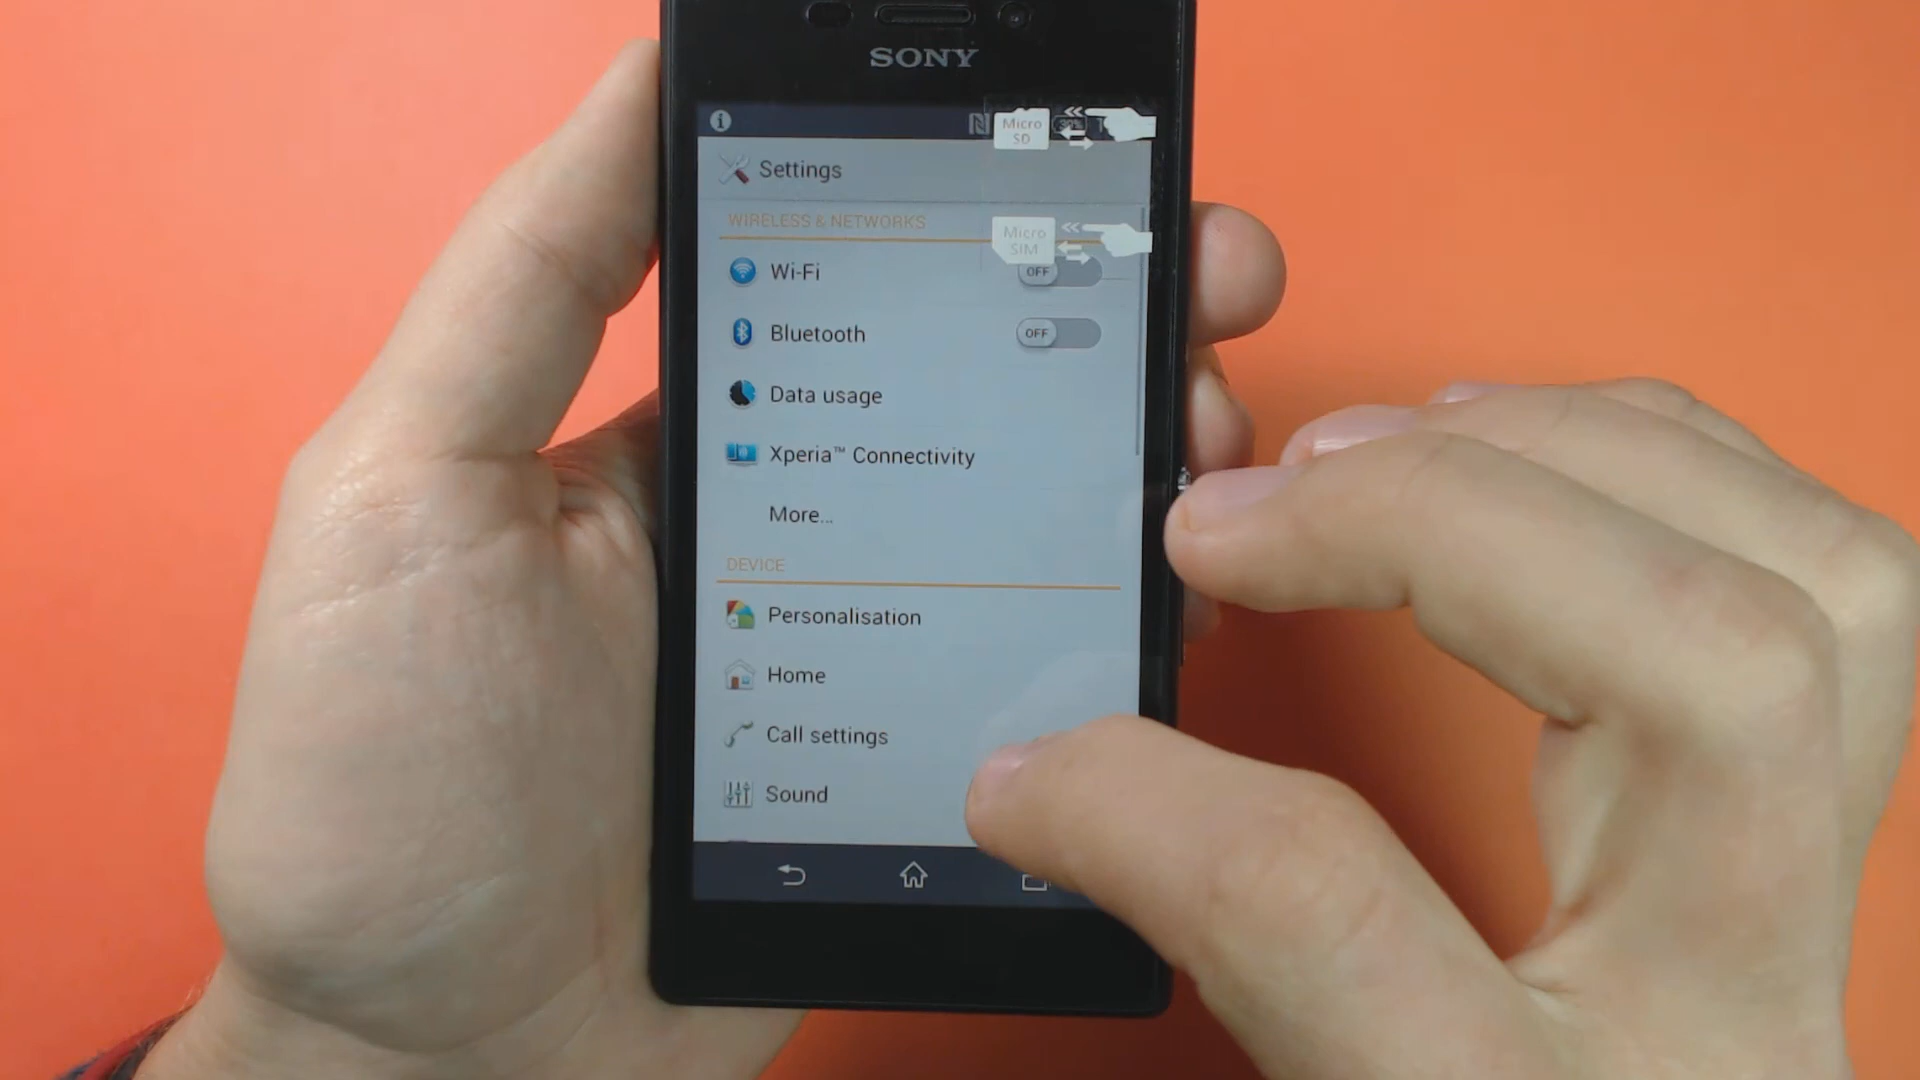 SONY
Micro
SD
Settings
WIRELESS & NETWORKS
Micro
SIM
Wi-Fi
OFF
Bluetooth
OFF
Data usage
Xperia™ Connectivity
More...
DEVICE
Personalisation
Home
Call settings
Sound